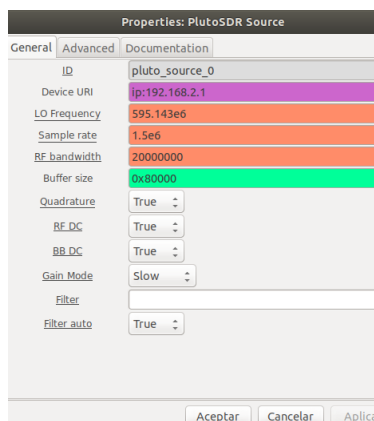 Properties: PlutoSDR Source
General Advanced Documentation
ID pluto_source_0
Device URI ip:192.168.2.1
LO Frequency 595.143e6
Sample rate 1.5e6
RF bandwidth 20000000
Buffer size 0x80000
Quadrature True
RF DC True
BB DC True
Gain Mode Slow
Filter
Filter auto True
Aceptar Cancelar Aplica